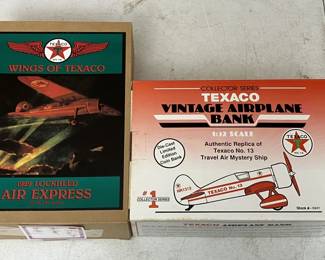 TEXACO
WINGS OF TEXACO
1929 LOCKHEED
AIR EXPRESS
COLLECTOR SERIES
TEXACO
VINTAGE AIRPLANE
BANK
1:32 SCALE
Die-Cast
Limited
Edition
Coin Bank
Authentic Replica of
Texaco No. 13
Travel Air Mystery Ship
TEXACO
NR1313
TEXACO No. 13
#1
COLLECTOR SERIES
VINTAGE AIRPLANE BANK